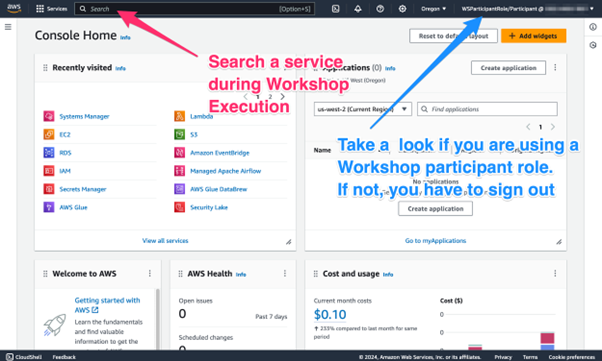 aws
Services
Search
[Option+S]
Oregon
WSParticipantRole/Participant @
Console Home Info
Reset to default layout
+ Add widgets
Recently visited Info
1 2
Systems Manager
EC2
RDS
IAM
Secrets Manager
AWS Glue
Lambda
S3
Amazon EventBridge
Managed Apache Airflow
AWS Glue DataBrew
Security Lake
View all services
Search a service
during Workshop
Execution
Applications (0) Info
West (Oregon)
Create application
us-west-2 (Current Region)
Find applications
1
Take a look if you are using a
Workshop participant role.
If not, you have to sign out
No applications
Create application
Go to myApplications
Welcome to AWS
Getting started with
AWS
Learn the fundamentals
and find valuable
information to get the
AWS Health Info
Open issues
0
Past 7 days
Scheduled changes
Cost and usage Info
Current month costs
$0.10
233% compared to last month for same
period
Cost ($)
CloudShell
Feedback
© 2024, Amazon Web Services, Inc. or its affiliates.
Privacy
Terms
Cookie preferences